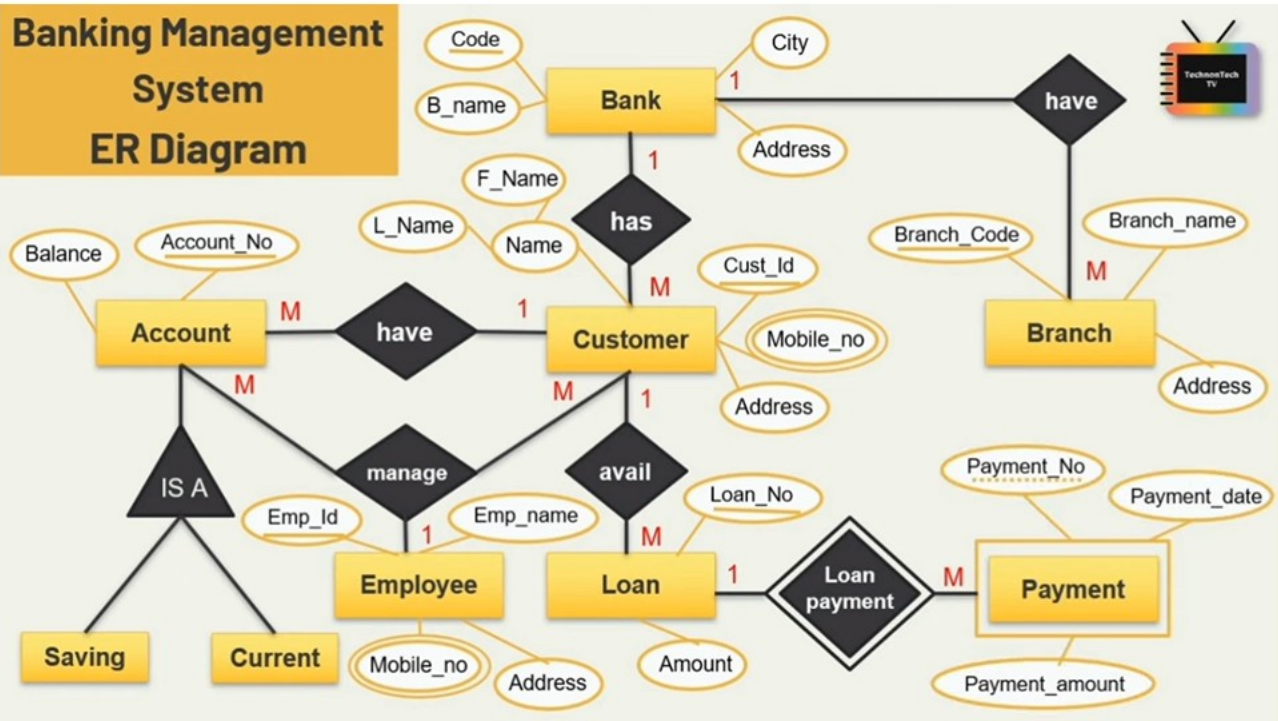 Banking Management
System
ER Diagram
Code
B_name
Bank
City
Address
1
have
TechnonTech
TV
1
F_Name
L_Name
Name
has
Balance
Account_No
Cust_Id
Branch_Code
Branch_name
M
M
Account
M
have
1
Customer
Mobile_no
Branch
Address
Address
M
M
1
IS A
manage
avail
Payment_No
Payment_date
Emp_Id
Emp_name
Loan_No
1
M
Employee
Loan
1
Loan
payment
M
Payment
Saving
Current
Mobile_no
Address
Amount
Payment_amount